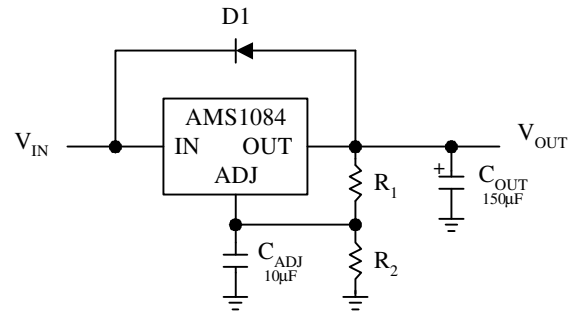 D1
AMS1084
V_IN
IN OUT
V_OUT
ADJ
+
R_1
C_OUT
150µF
C_ADJ
10µF
R_2